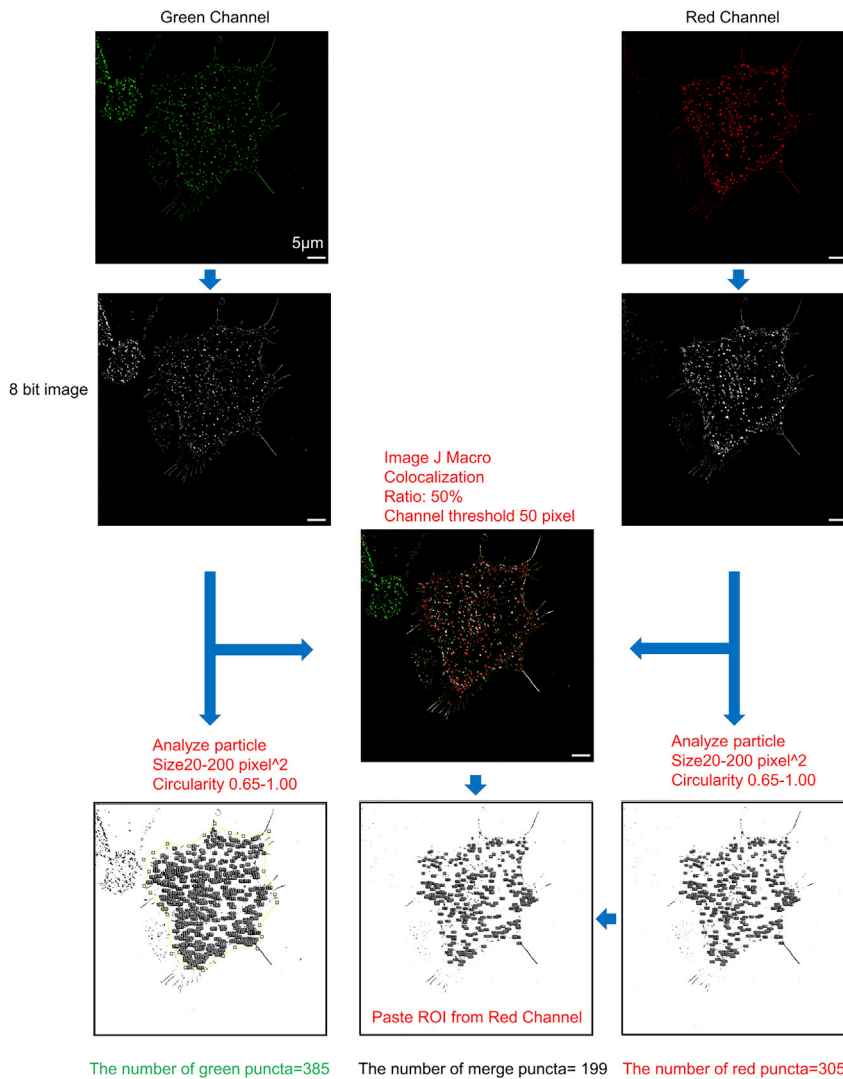 Green Channel
Red Channel
5μm
8 bit image
Image J Macro
Colocalization
Ratio: 50%
Channel threshold 50 pixel
Analyze particle
Size20-200 pixel^2
Circularity 0.65-1.00
Analyze particle
Size20-200 pixel^2
Circularity 0.65-1.00
Paste ROI from Red Channel
The number of green puncta=385
The number of merge puncta= 199
The number of red puncta=305